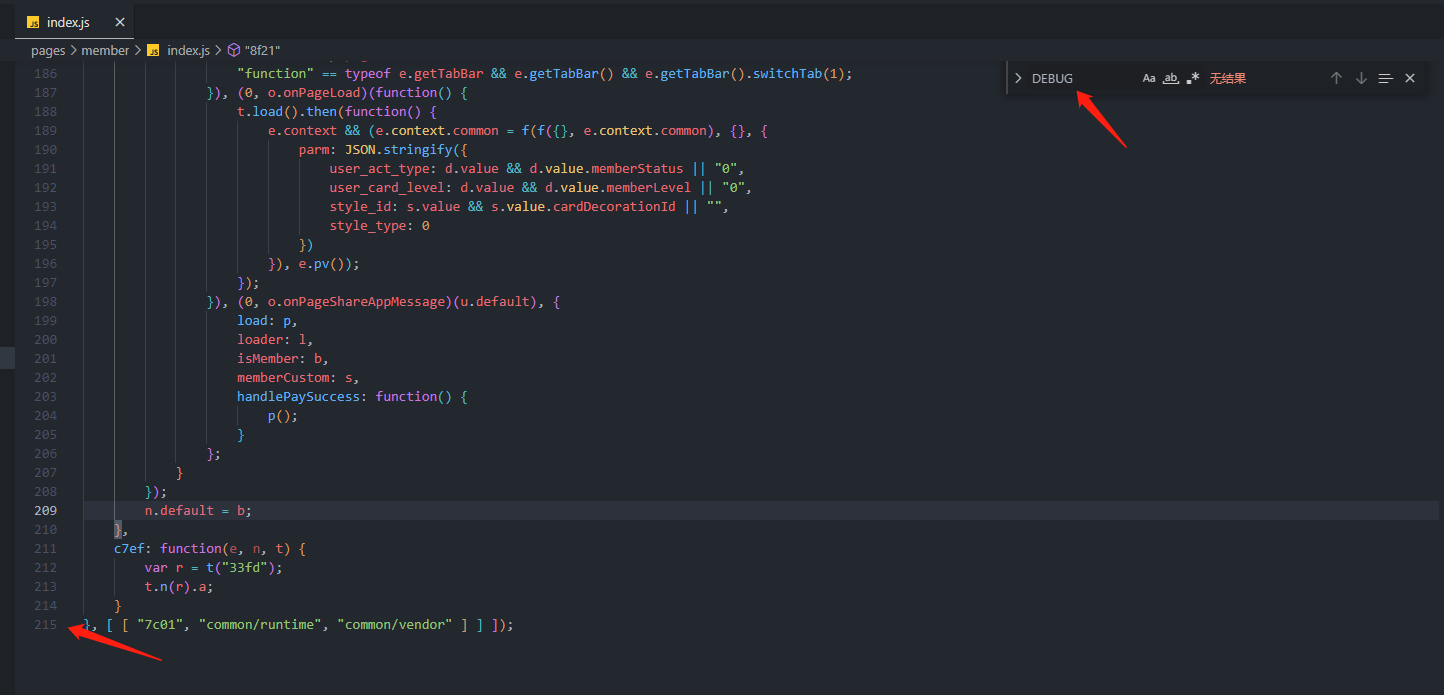 JS index.js ×
pages > member > JS index.js > "8f21"
DEBUG Aa ab .* 无结果
186 "function" == typeof e.getTabBar && e.getTabBar() && e.getTabBar().switchTab(1);
187 }), (0, o.onPageLoad)(function() {
188 t.load().then(function() {
189 e.context && (e.context.common = f(f({}, e.context.common), {}, {
190 parm: JSON.stringify({
191 user_act_type: d.value && d.value.memberStatus || "0",
192 user_card_level: d.value && d.value.memberLevel || "0",
193 style_id: s.value && s.value.cardDecorationId || "",
194 style_type: 0
195 })
196 }), e.pv());
197 });
198 }), (0, o.onPageShareAppMessage)(u.default), {
199 load: p,
200 loader: l,
201 isMember: b,
202 memberCustom: s,
203 handlePaySuccess: function() {
204 p();
205 }
206 };
207 }
208 });
209 n.default = b;
210 },
211 c7ef: function(e, n, t) {
212 var r = t("33fd");
213 t.n(r).a;
214 }
215 }, [ [ "7c01", "common/runtime", "common/vendor" ] ] ]);